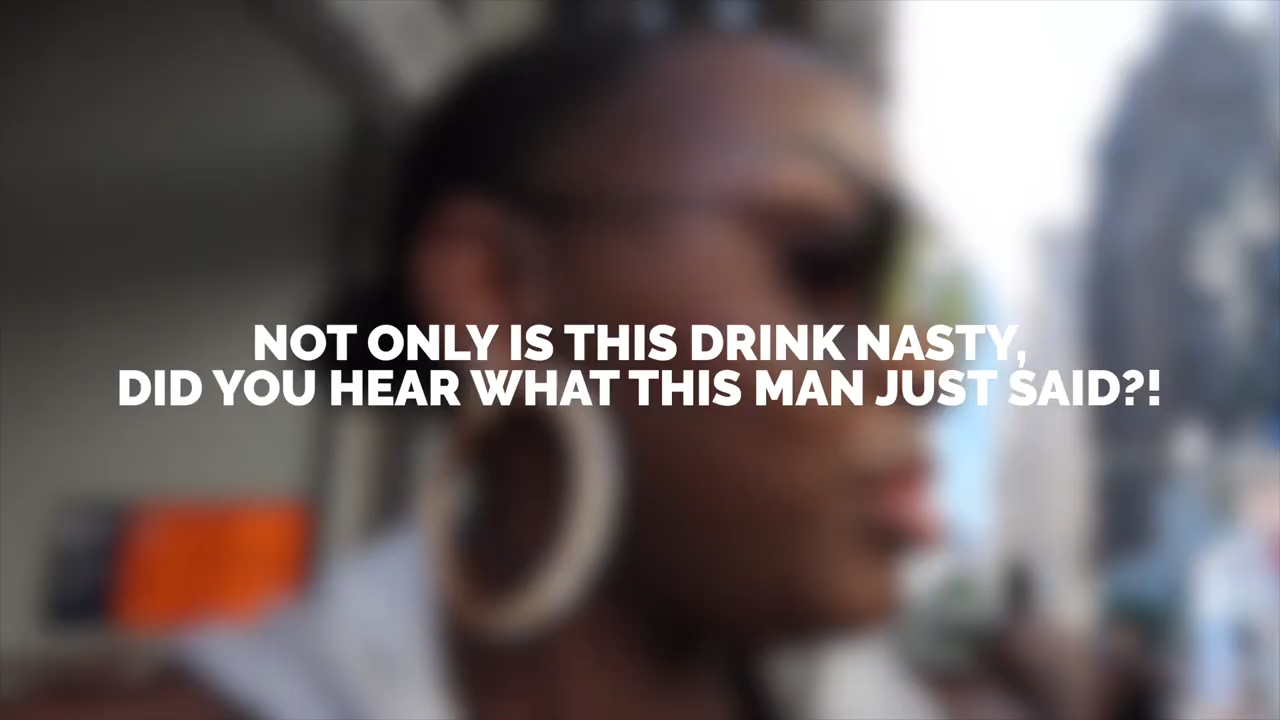 NOT ONLY IS THIS DRINK NASTY,
DID YOU HEAR WHAT THIS MAN JUST SAID?!